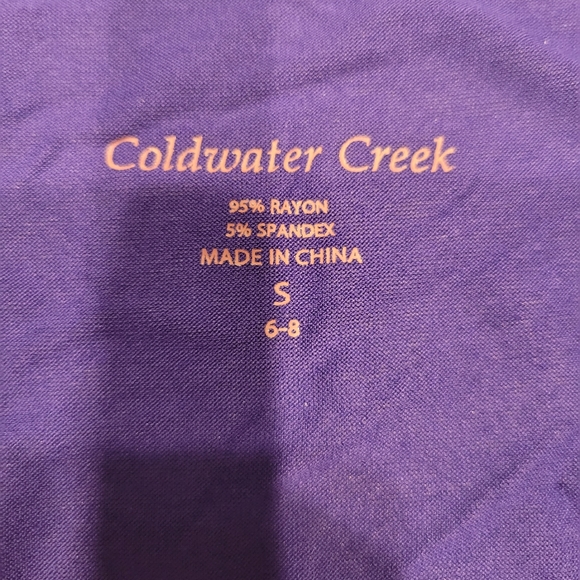 Coldwater Creek
95% RAYON
5% SPANDEX
MADE IN CHINA
S
6-8